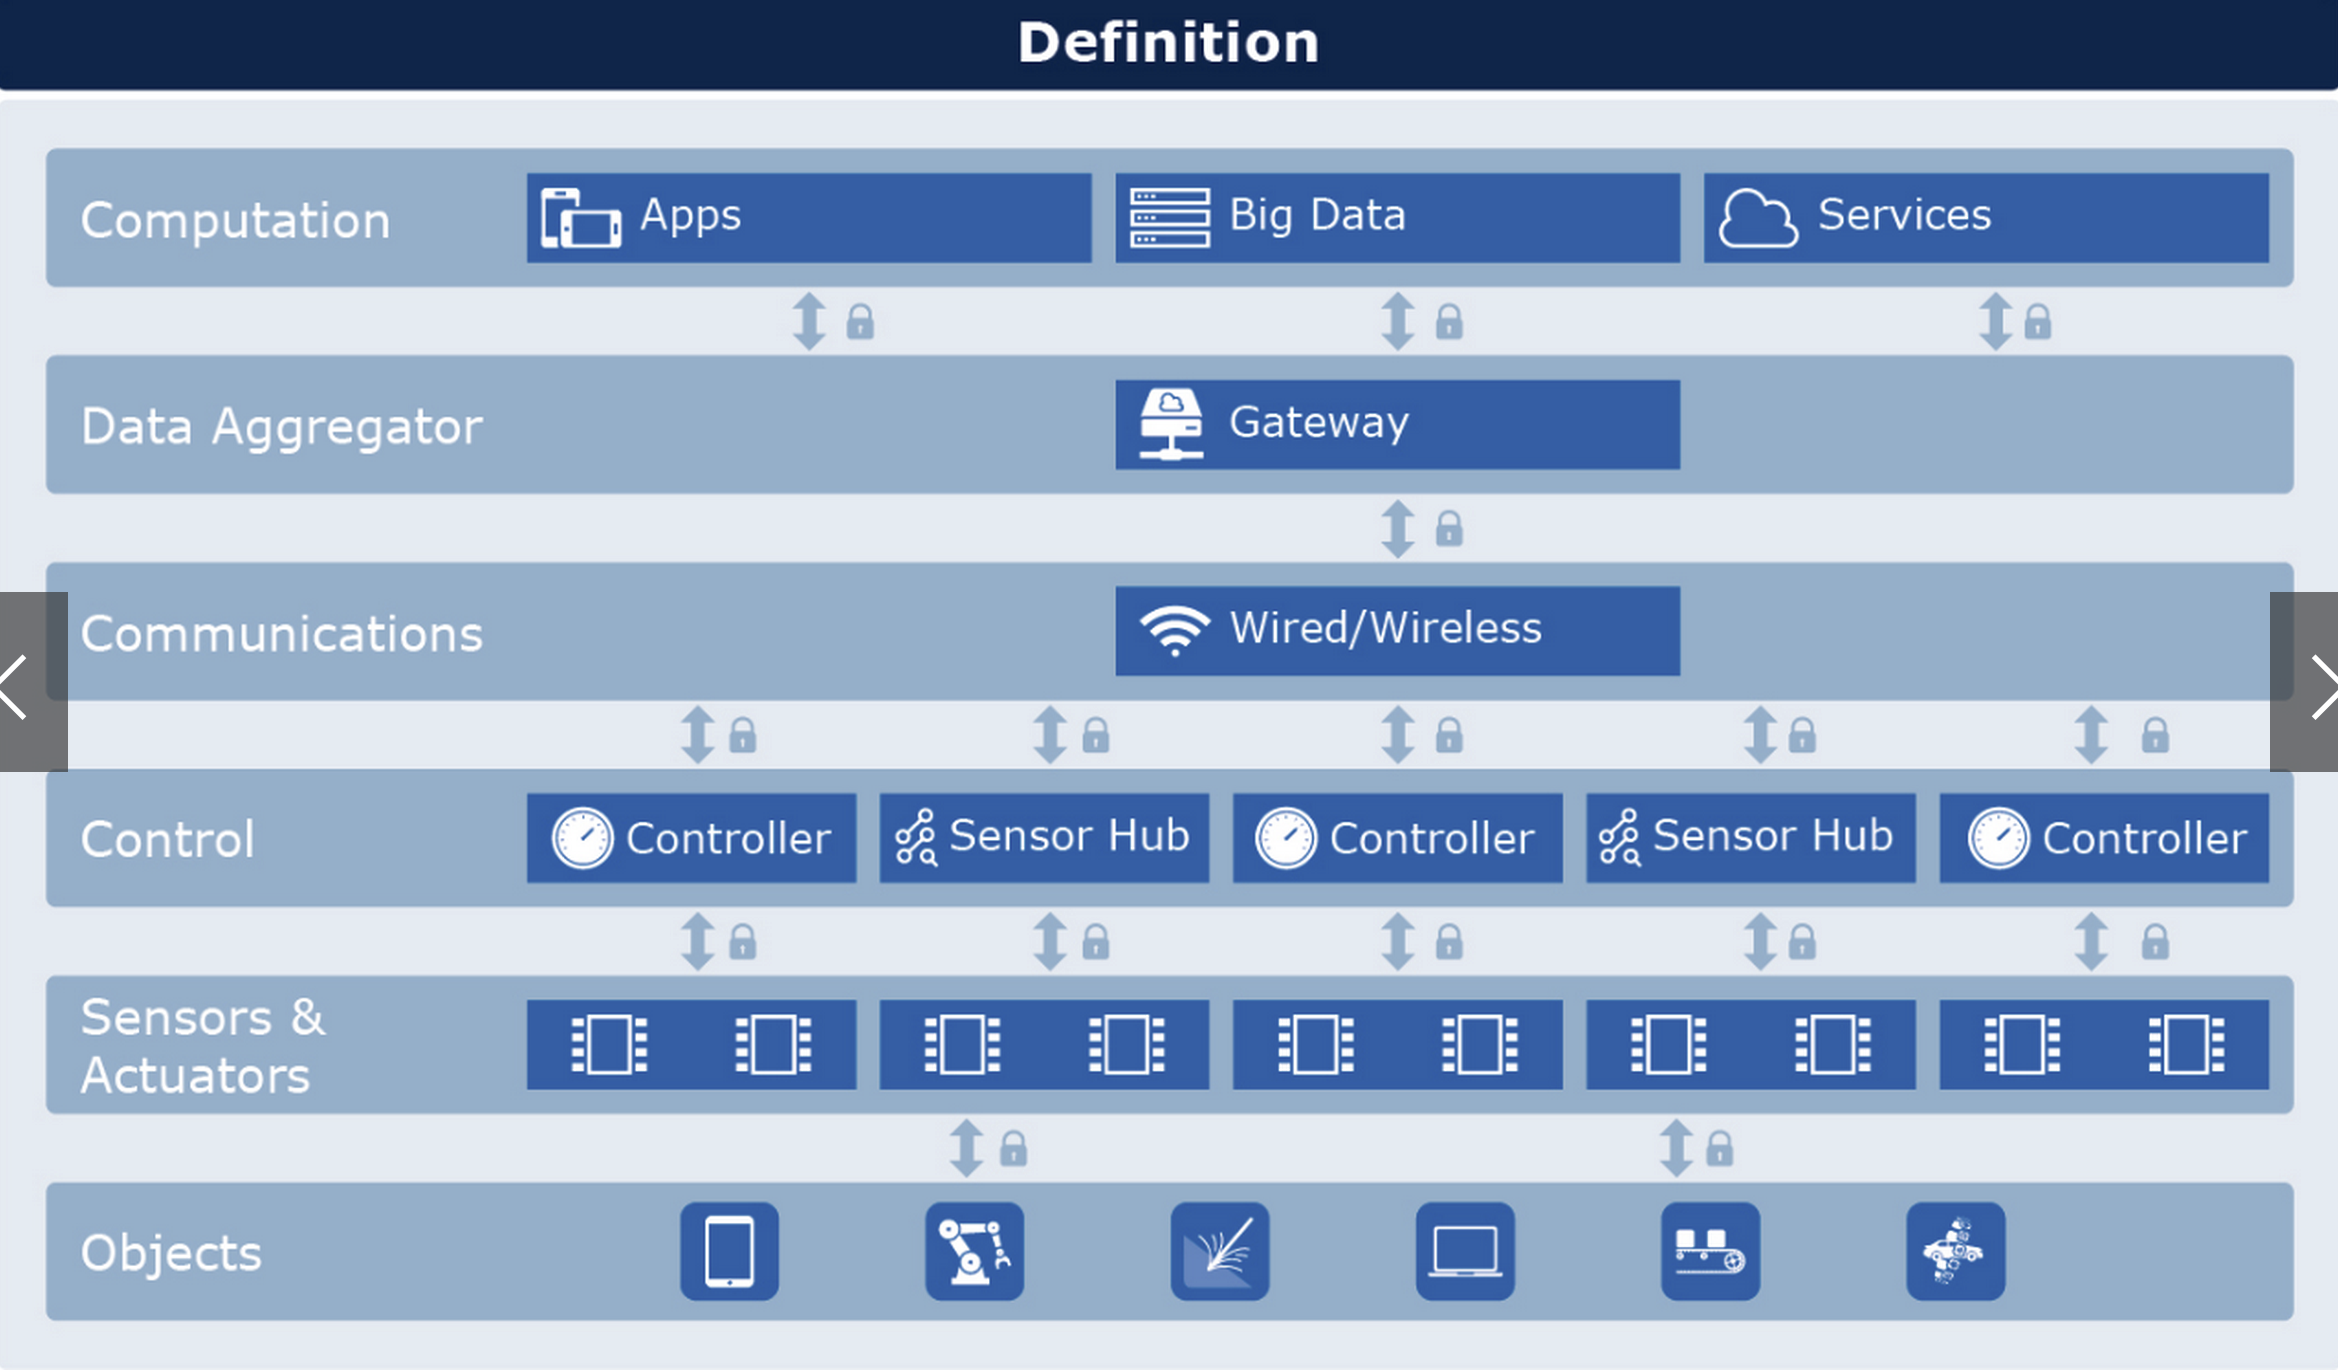 Definition
Computation
Apps
Big Data
Services
Data Aggregator
Gateway
Communications
Wired/Wireless
Control
Controller
Sensor Hub
Controller
Sensor Hub
Controller
Sensors &
Actuators
Objects